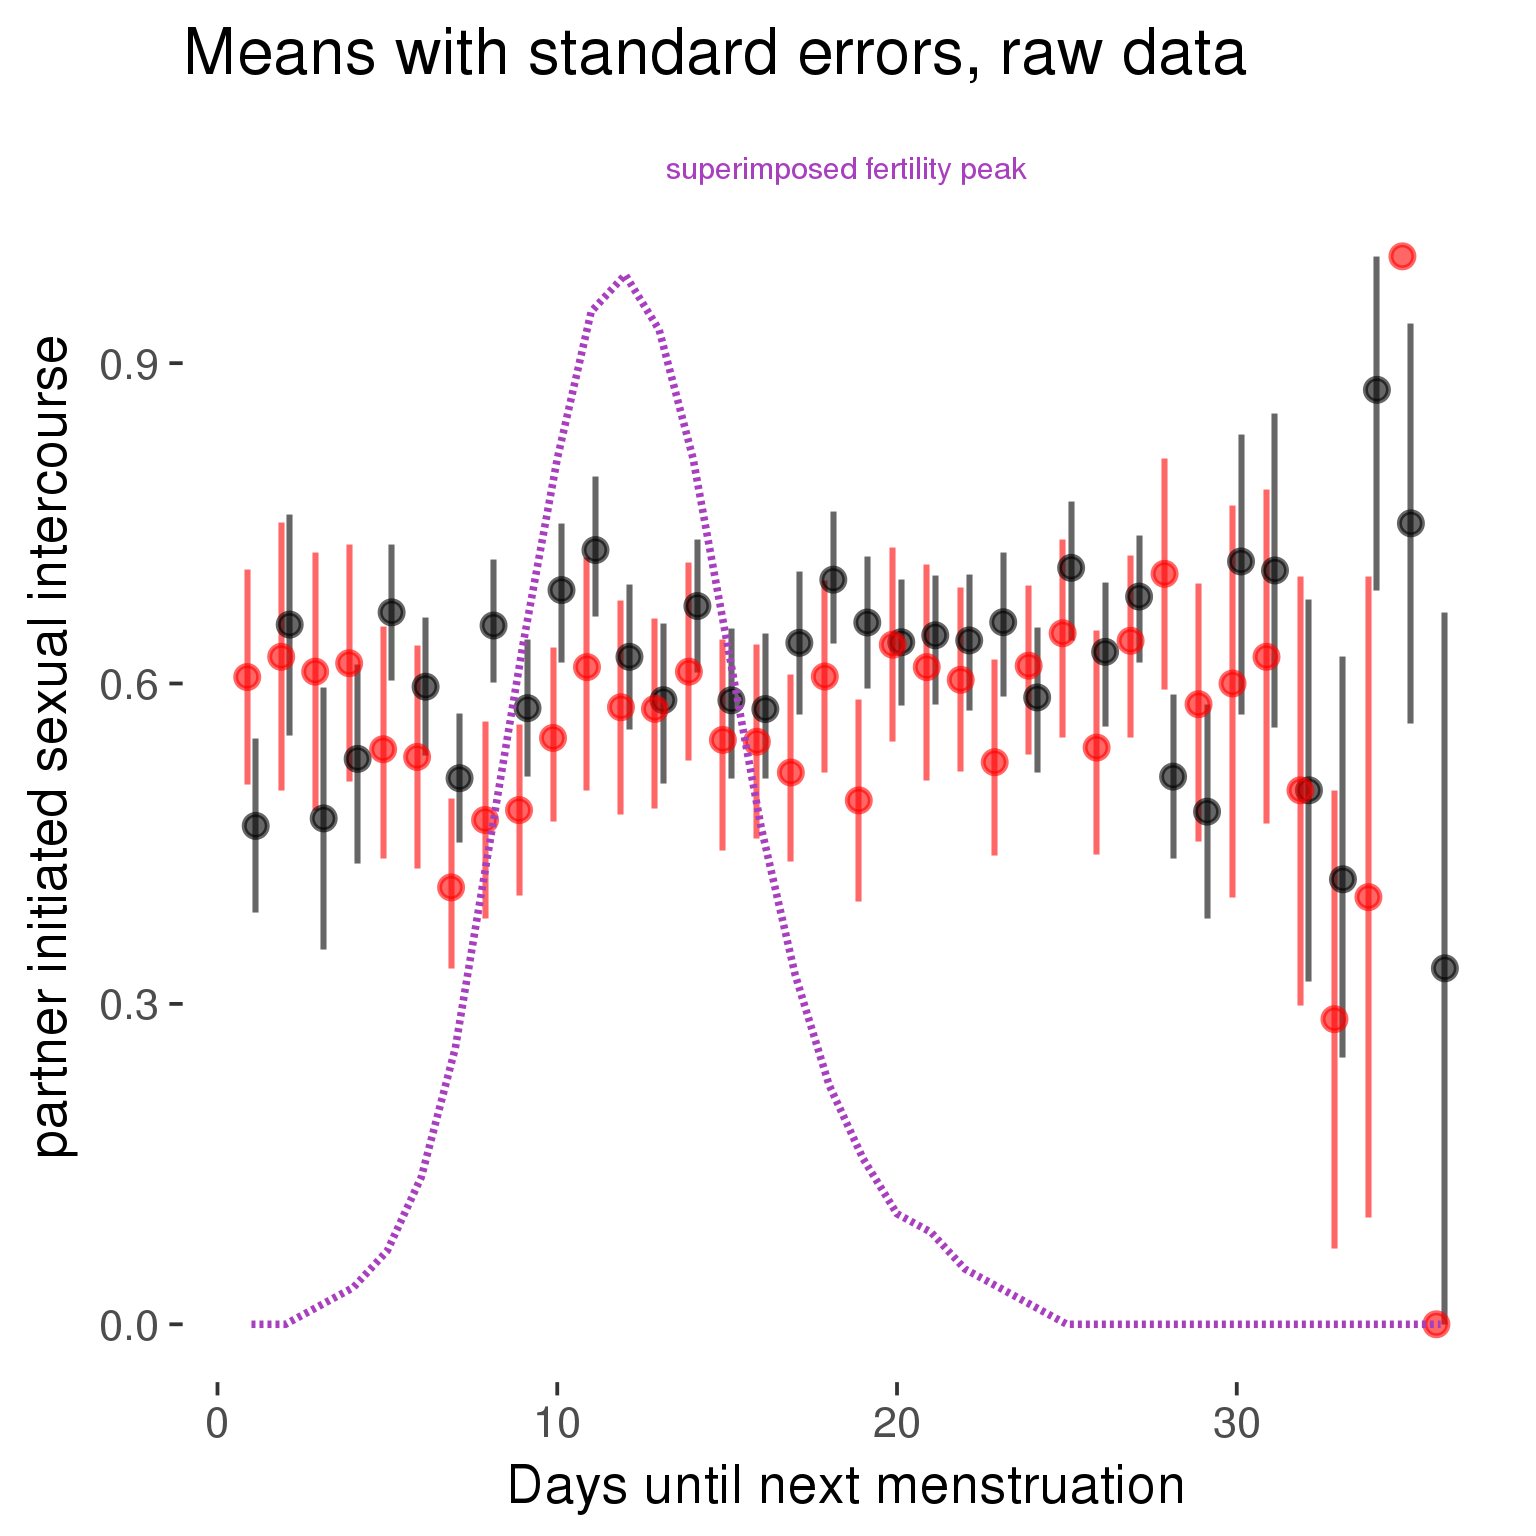 Means with standard errors, raw data
superimposed fertility peak
partner initiated sexual intercourse
0.9
0.6
0.3
0.0
0 10 20 30
Days until next menstruation